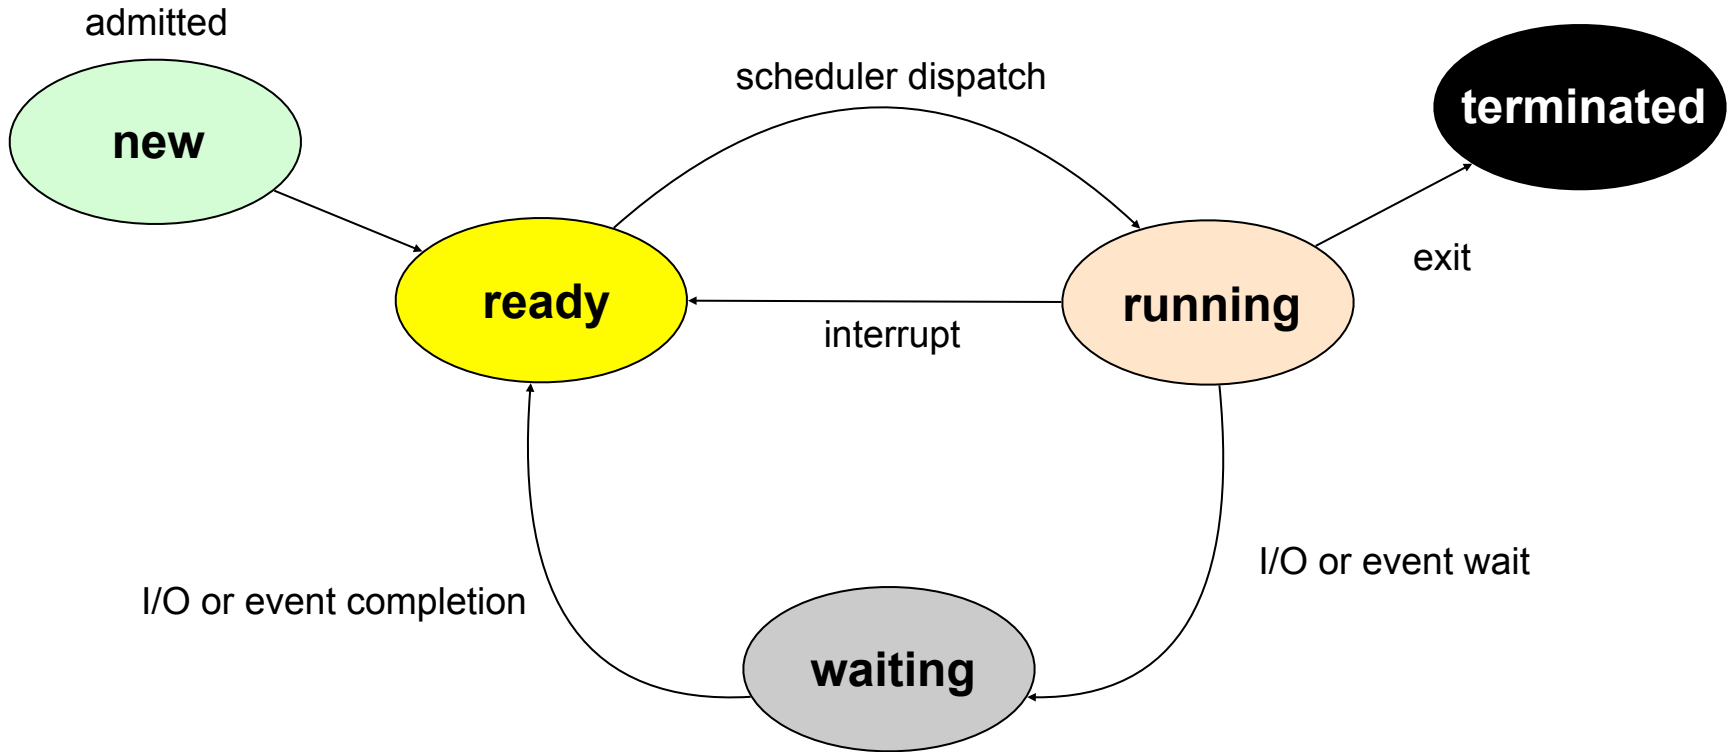 admitted
new
scheduler dispatch
terminated
exit
ready
running
interrupt
I/O or event wait
I/O or event completion
waiting